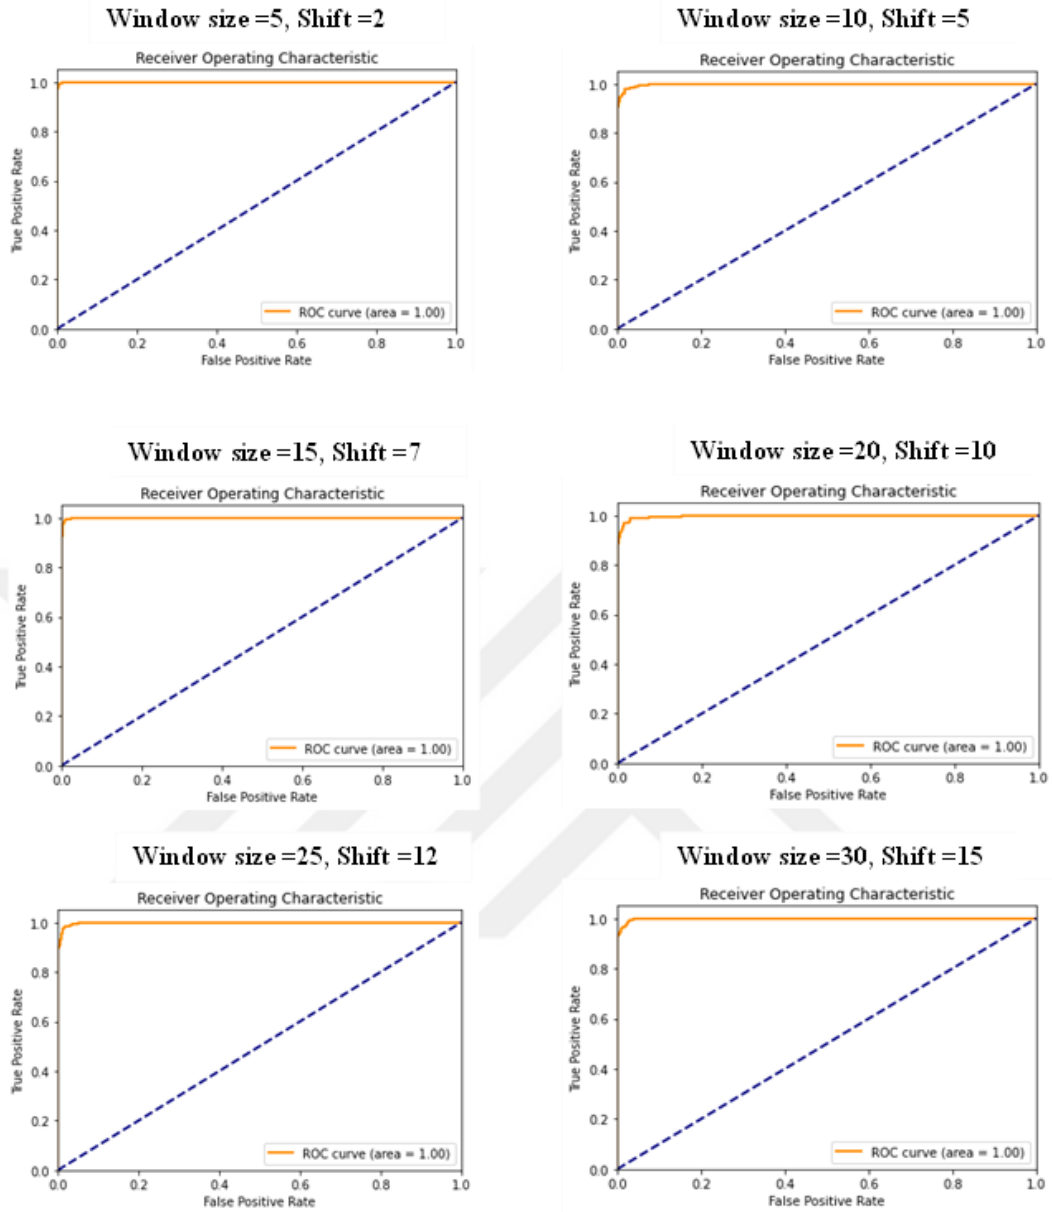 Window size =5, Shift =2
Receiver Operating Characteristic
True Positive Rate
1.0
0.8
0.6
0.4
0.2
0.0
ROC curve (area = 1.00)
0.0 0.2 0.4 0.6 0.8 1.0
False Positive Rate
Window size =10, Shift =5
Receiver Operating Characteristic
True Positive Rate
1.0
0.8
0.6
0.4
0.2
0.0
ROC curve (area = 1.00)
0.0 0.2 0.4 0.6 0.8 1.0
False Positive Rate
Window size =15, Shift =7
Receiver Operating Characteristic
True Positive Rate
1.0
0.8
0.6
0.4
0.2
0.0
ROC curve (area = 1.00)
0.0 0.2 0.4 0.6 0.8 1.0
False Positive Rate
Window size =20, Shift =10
Receiver Operating Characteristic
True Positive Rate
1.0
0.8
0.6
0.4
0.2
0.0
ROC curve (area = 1.00)
0.0 0.2 0.4 0.6 0.8 1.0
False Positive Rate
Window size =25, Shift =12
Receiver Operating Characteristic
True Positive Rate
1.0
0.8
0.6
0.4
0.2
0.0
ROC curve (area = 1.00)
0.0 0.2 0.4 0.6 0.8 1.0
False Positive Rate
Window size =30, Shift =15
Receiver Operating Characteristic
True Positive Rate
1.0
0.8
0.6
0.4
0.2
0.0
ROC curve (area = 1.00)
0.0 0.2 0.4 0.6 0.8 1.0
False Positive Rate